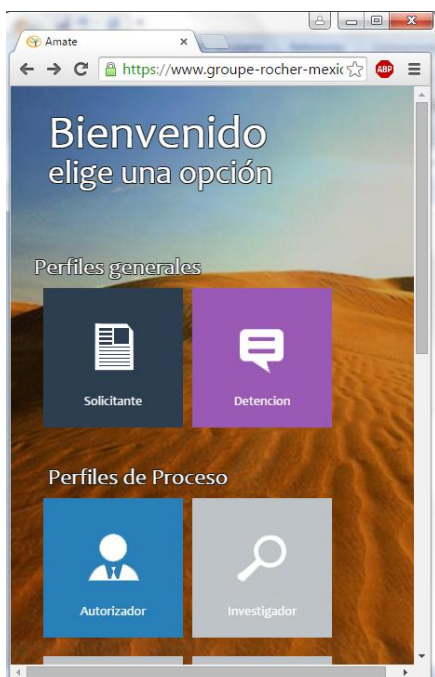 Amate
https://www.groupe-rocher-mexic
ABP
Bienvenido
elige una opción
Perfiles generales
Solicitante
Detencion
Perfiles de Proceso
Autorizador
Investigador